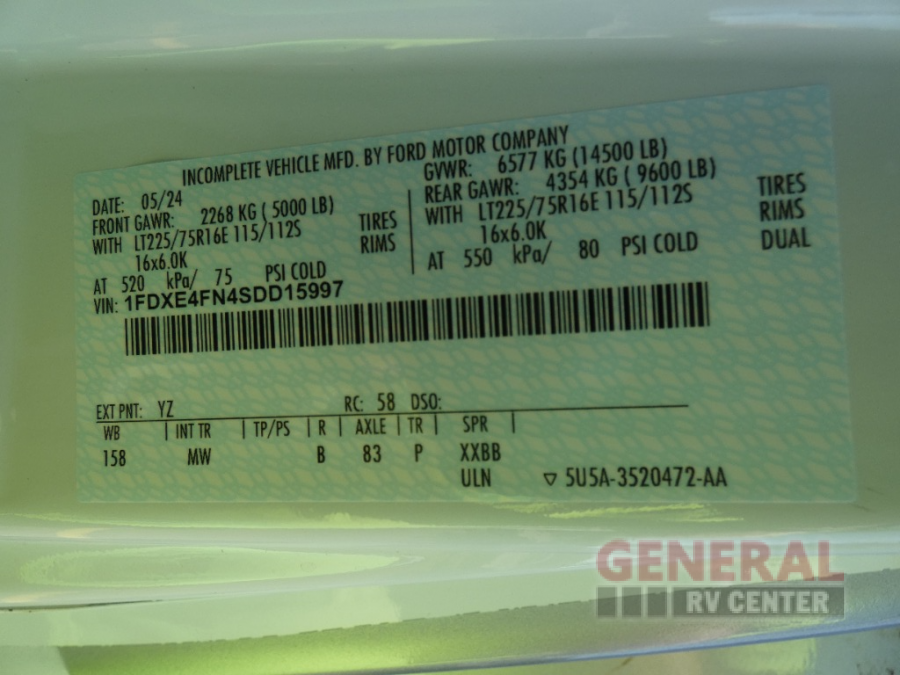 INCOMPLETE VEHICLE MFD. BY FORD MOTOR COMPANY
DATE: 05/24
FRONT GAWR: 2268 KG ( 5000 LB)
WITH LT225/75R16E 115/112S TIRES
16x6.0K RIMS
AT 520 kPa/ 75 PSI COLD
GVWR: 6577 KG (14500 LB)
REAR GAWR: 4354 KG ( 9600 LB)
WITH LT225/75R16E 115/112S TIRES
16x6.0K RIMS
AT 550 kPa/ 80 PSI COLD DUAL
VIN: 1FDXE4FN4SDD15997
EXT PNT: YZ RC: 58 DSO:
WB | INT TR | TP/PS | R | AXLE | TR | SPR |
158 MW B 83 P XXBB
ULN ▽ 5U5A-3520472-AA
GENERAL
RV CENTER